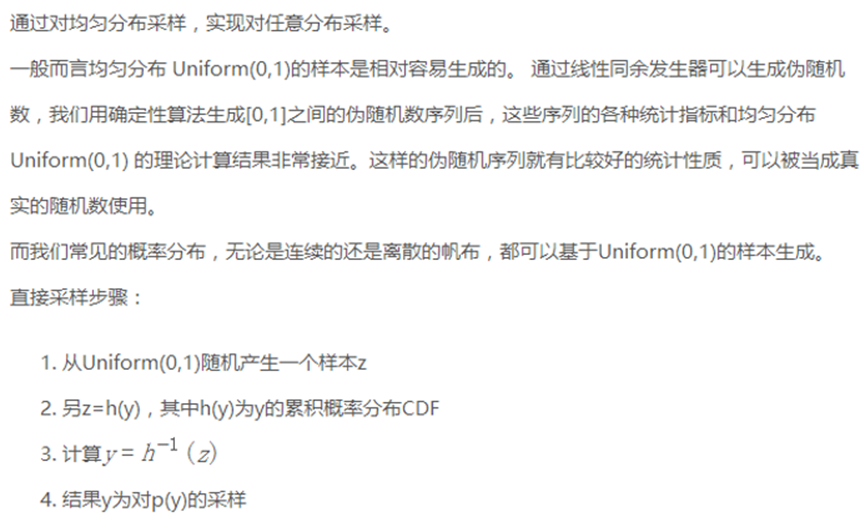 通过对均匀分布采样，实现对任意分布采样。
一般而言均匀分布 Uniform(0,1)的样本是相对容易生成的。 通过线性同余发生器可以生成伪随机
数，我们用确定性算法生成[0,1]之间的伪随机数序列后，这些序列的各种统计指标和均匀分布
Uniform(0,1) 的理论计算结果非常接近。这样的伪随机序列就有比较好的统计性质，可以被当成真
实的随机数使用。
而我们常见的概率分布，无论是连续的还是离散的帆布，都可以基于Uniform(0,1)的样本生成。
直接采样步骤：
1. 从Uniform(0,1)随机产生一个样本z
2. 另z=h(y)，其中h(y)为y的累积概率分布CDF
3. 计算y = h⁻¹ (z)
4. 结果y为对p(y)的采样